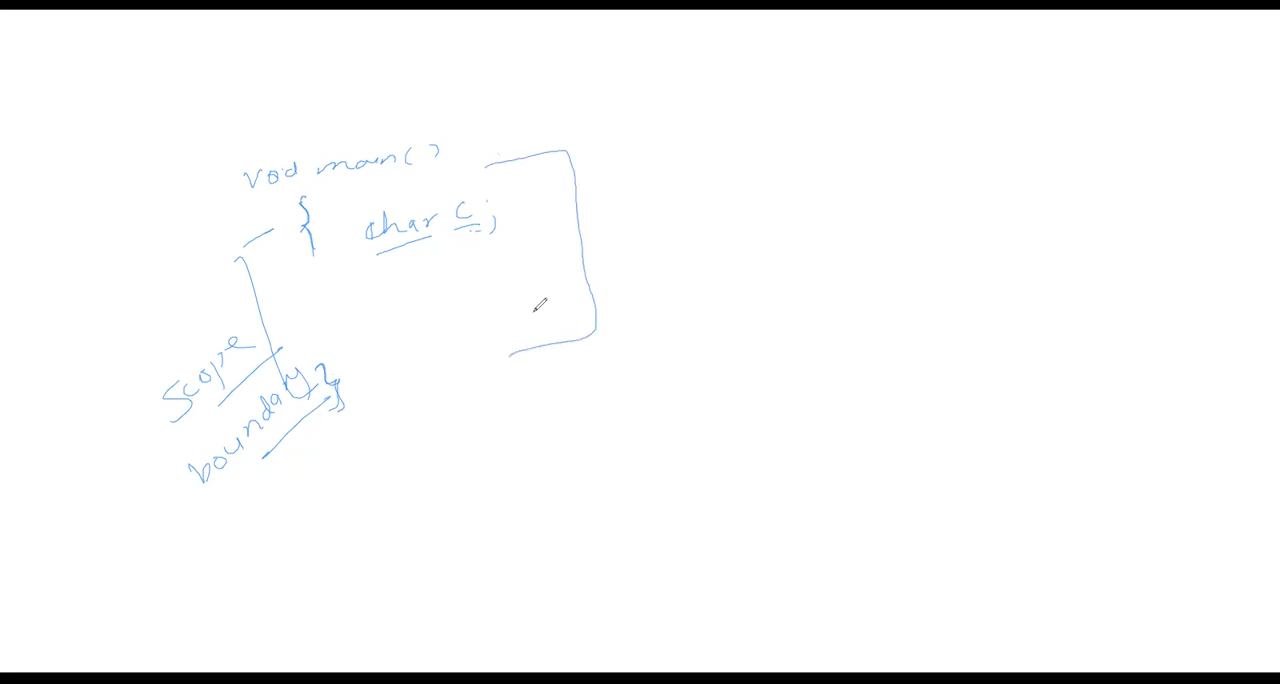 void main()
{ char c;
scope
boundary }